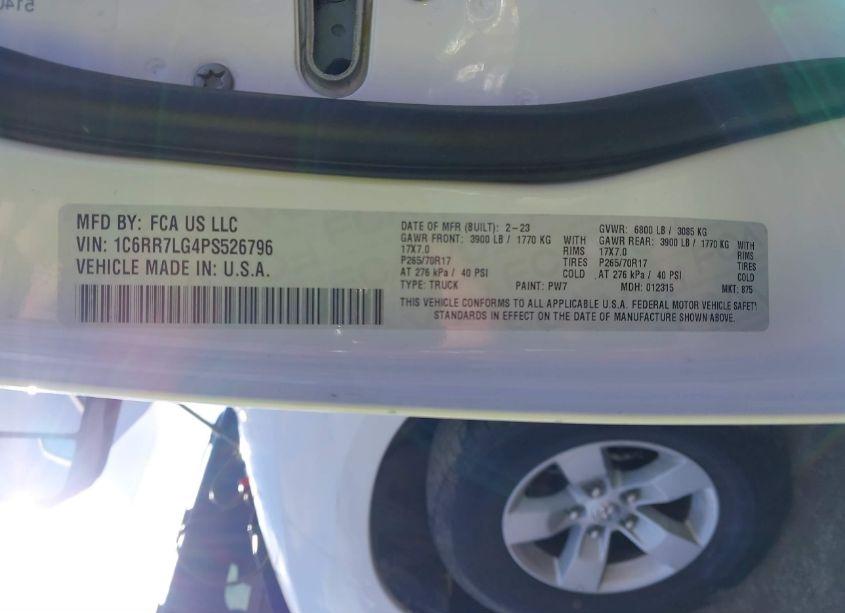 MFD BY: FCA US LLC
VIN: 1C6RR7LG4PS526796
VEHICLE MADE IN: U.S.A.
DATE OF MFR (BUILT): 2-23
GAWR FRONT: 3900 LB / 1770 KG WITH
17X7.0 RIMS
P265/70R17 TIRES
AT 276 kPa / 40 PSI COLD
TYPE: TRUCK PAINT: PW7
GVWR: 6800 LB / 3085 KG
GAWR REAR: 3900 LB / 1770 KG WITH
17X7.0 RIMS
P265/70R17 TIRES
AT 276 kPa / 40 PSI COLD
MDH: 012315 MKT: 875
THIS VEHICLE CONFORMS TO ALL APPLICABLE U.S.A. FEDERAL MOTOR VEHICLE SAFETY
STANDARDS IN EFFECT ON THE DATE OF MANUFACTURE SHOWN ABOVE.